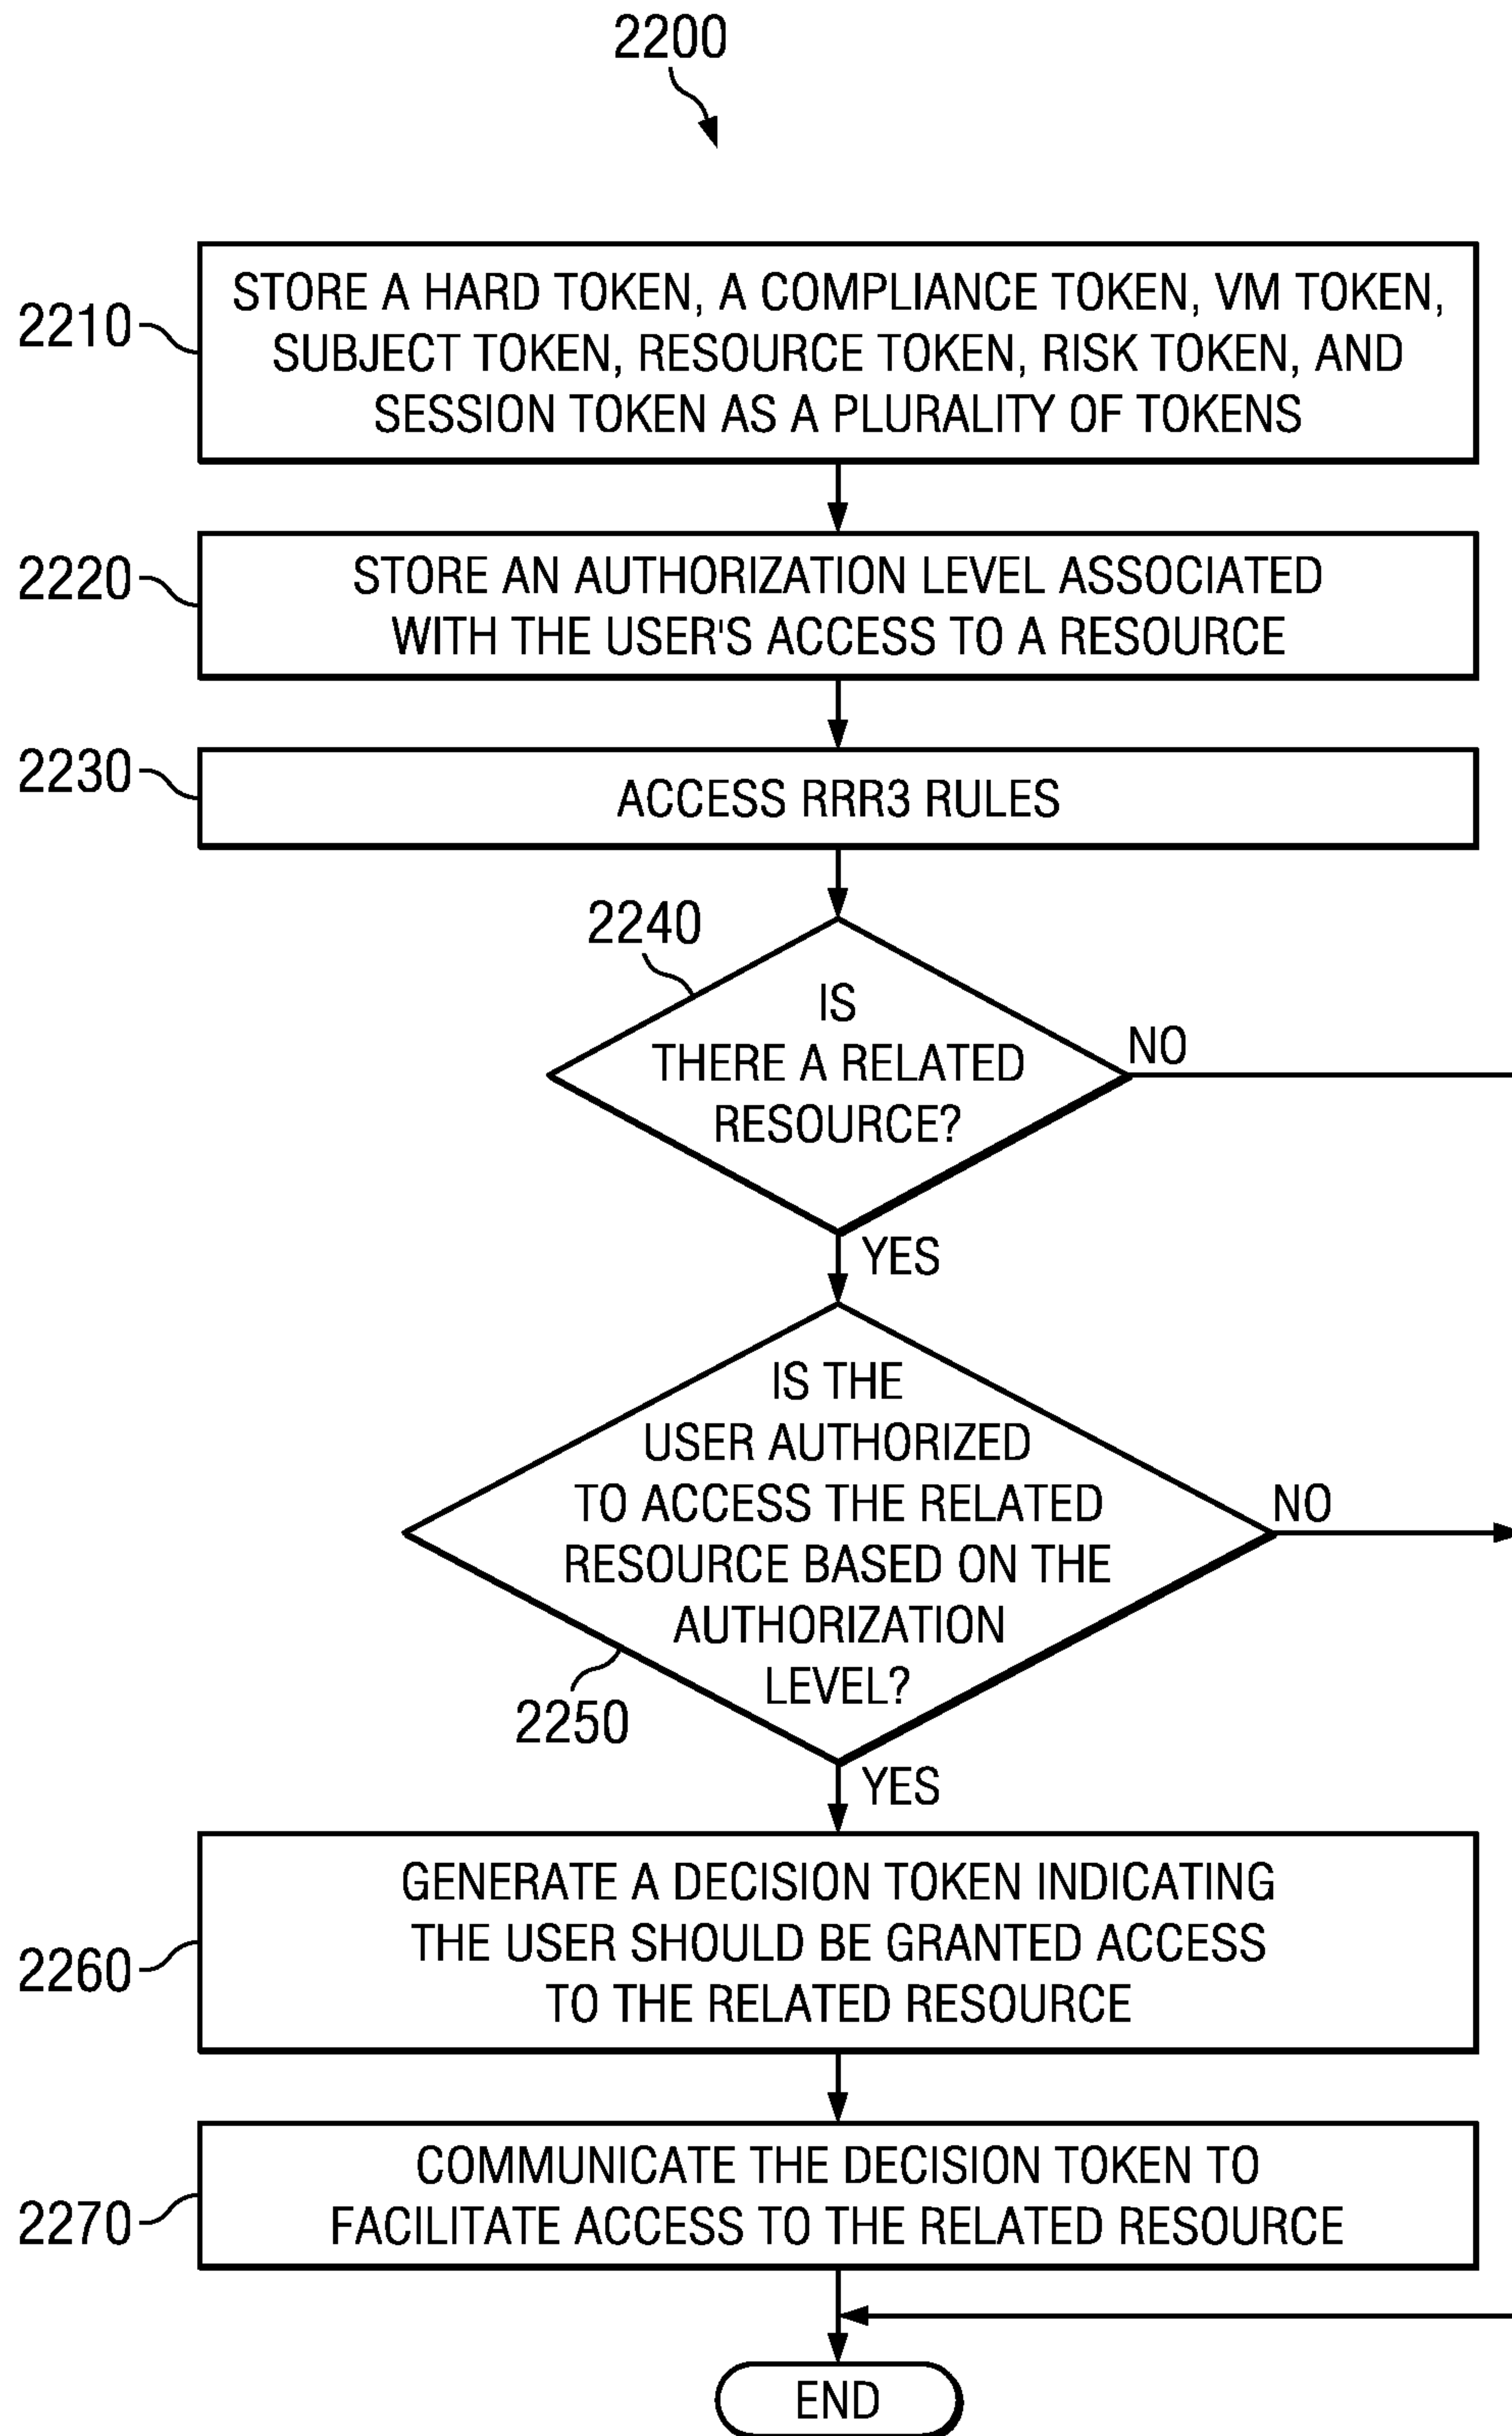 2200
2210
STORE A HARD TOKEN, A COMPLIANCE TOKEN, VM TOKEN,
SUBJECT TOKEN, RESOURCE TOKEN, RISK TOKEN, AND
SESSION TOKEN AS A PLURALITY OF TOKENS
2220
STORE AN AUTHORIZATION LEVEL ASSOCIATED
WITH THE USER'S ACCESS TO A RESOURCE
2230
ACCESS RRR3 RULES
2240
IS
THERE A RELATED
RESOURCE?
NO
YES
IS THE
USER AUTHORIZED
TO ACCESS THE RELATED
RESOURCE BASED ON THE
AUTHORIZATION
LEVEL?
NO
2250
YES
2260
GENERATE A DECISION TOKEN INDICATING
THE USER SHOULD BE GRANTED ACCESS
TO THE RELATED RESOURCE
2270
COMMUNICATE THE DECISION TOKEN TO
FACILITATE ACCESS TO THE RELATED RESOURCE
END